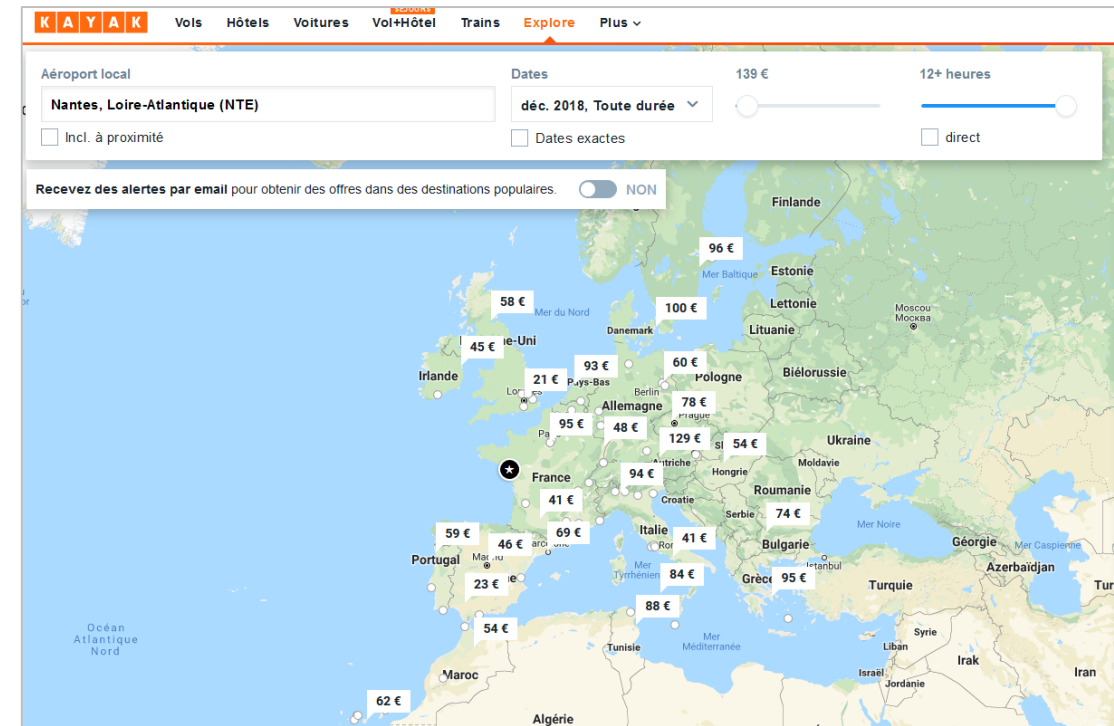 SÉJOURS
KAYAK Vols Hôtels Voitures Vol+Hôtel Trains Explore Plus
Aéroport local Dates 139 € 12+ heures
Nantes, Loire-Atlantique (NTE) déc. 2018, Toute durée
Incl. à proximité Dates exactes direct
Recevez des alertes par email pour obtenir des offres dans des destinations populaires. NON
Finlande
96 €
Mer Baltique Estonie
58 € Mer du Nord 100 € Lettonie Moscou
Москва
Danemark Lituanie
45 € e-Uni
Irlande 21 € 93 € Pays-Bas 60 € Pologne Biélorussie
Berlin
Allemagne 78 €
Prague
95 € 48 € 129 € 54 € Ukraine
Autriche Moldavie
France 94 € Hongrie
Roumanie
41 € Croatie
Serbie 74 € Mer Noire
59 € 46 € 69 € Italie 41 € Bulgarie Géorgie Mer Caspienne
Portugal Madrid Istanbul Azerbaïdjan
Mer
Tyrrhénienne 84 € Grèce 95 € Turquie Tur
23 €
88 €
54 €
Océan
Atlantique
Nord
Tunisie Mer
Méditerranée
Syrie
Liban
Irak
Israël
Jordanie
Iran
Maroc
62 €
Algérie